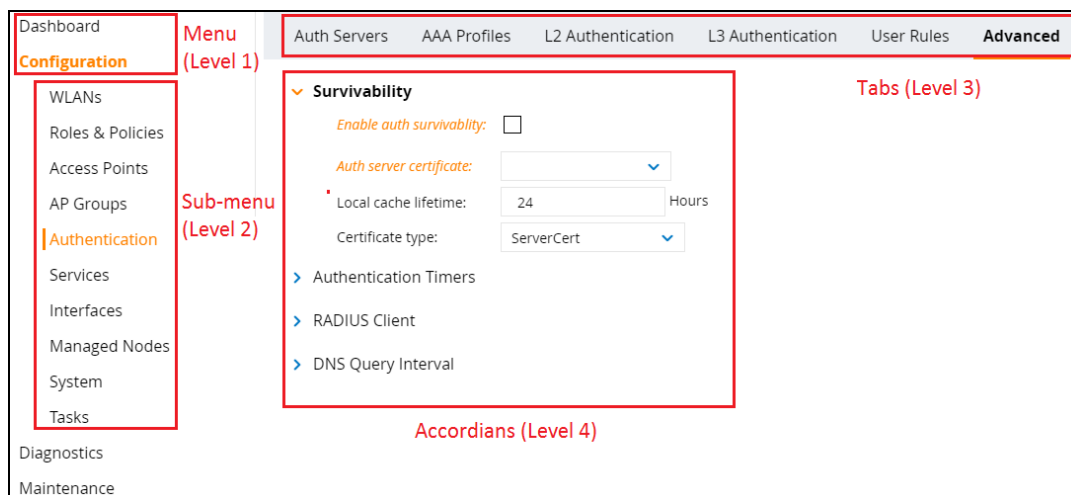 Dashboard
Configuration
Menu
(Level 1)
WLANs
Roles & Policies
Access Points
AP Groups
Authentication
Services
Interfaces
Managed Nodes
System
Tasks
Sub-menu
(Level 2)
Diagnostics
Maintenance
Auth Servers AAA Profiles L2 Authentication L3 Authentication User Rules Advanced
Tabs (Level 3)
Survivability
Enable auth survivablity:
Auth server certificate:
Local cache lifetime: 24 Hours
Certificate type: ServerCert
Authentication Timers
RADIUS Client
DNS Query Interval
Accordians (Level 4)